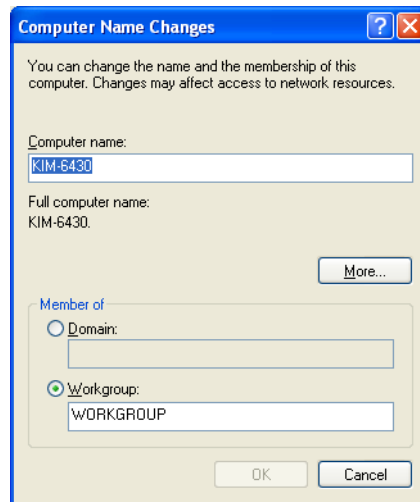 Computer Name Changes
You can change the name and the membership of this
computer. Changes may affect access to network resources.
Computer name:
KIM-6430
Full computer name:
KIM-6430.
More...
Member of
Domain:
Workgroup:
WORKGROUP
OK Cancel